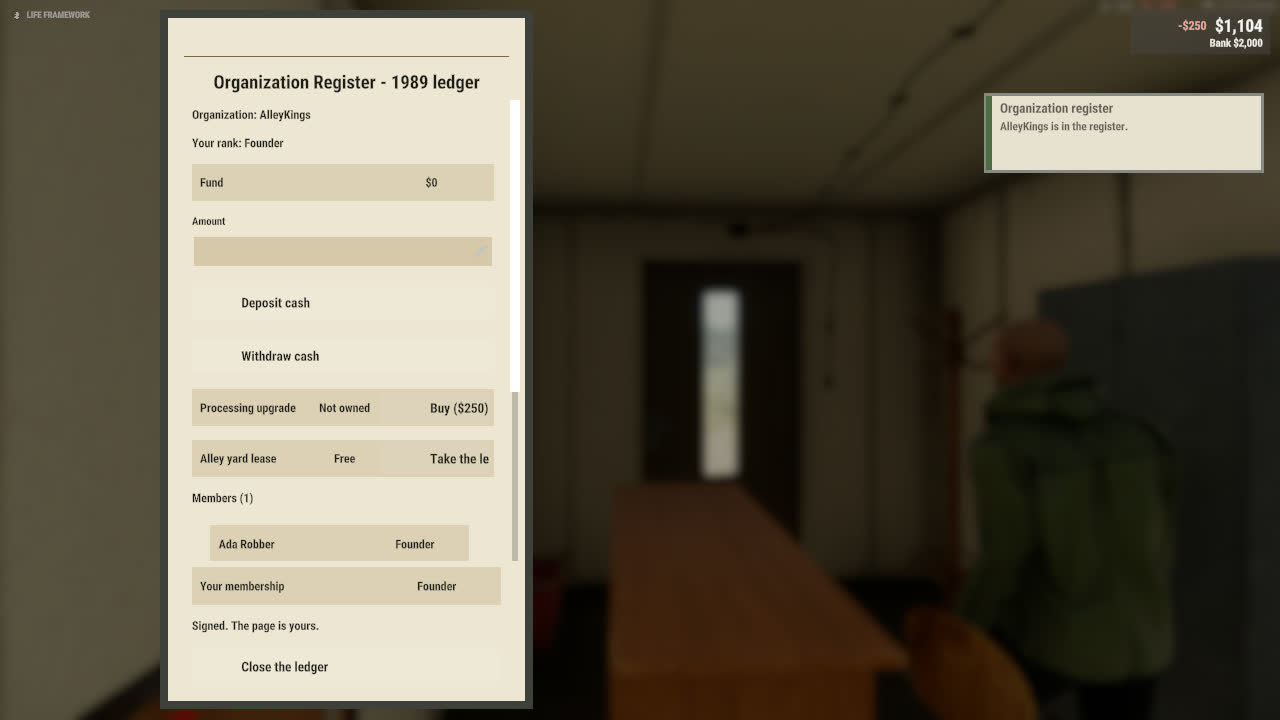 LIFE FRAMEWORK
-$250 $1,104
Bank $2,000
Organization Register - 1989 ledger
Organization: AlleyKings
Your rank: Founder
Fund $0
Amount
Deposit cash
Withdraw cash
Processing upgrade Not owned Buy ($250)
Alley yard lease Free Take the le
Members (1)
Ada Robber Founder
Your membership Founder
Signed. The page is yours.
Close the ledger
Organization register
AlleyKings is in the register.